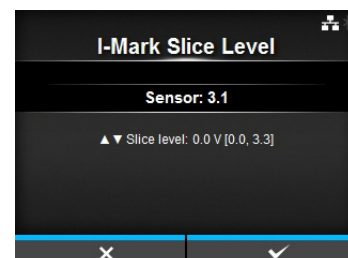 I-Mark Slice Level
Sensor: 3.1
▲▼ Slice level: 0.0 V [0.0, 3.3]